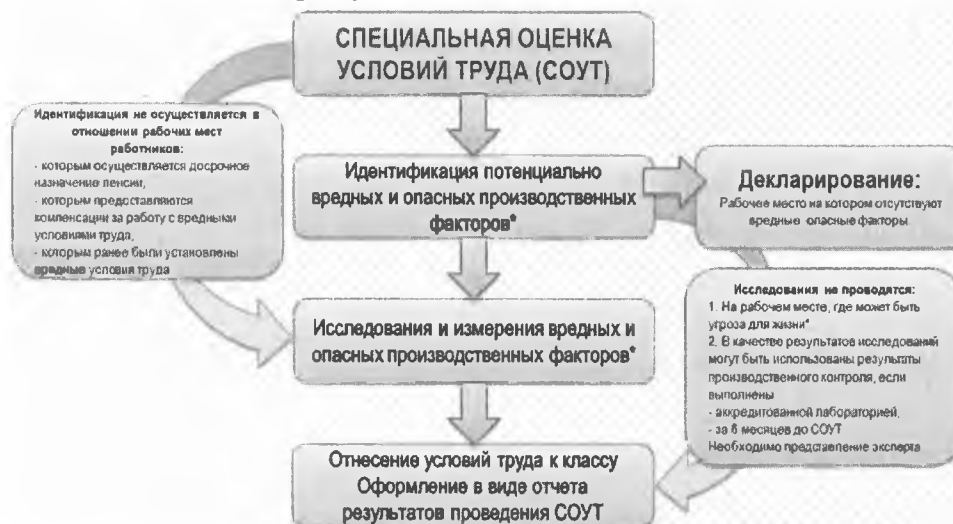 СПЕЦИАЛЬНАЯ ОЦЕНКА
УСЛОВИЙ ТРУДА (СОУТ)
Идентификация не осуществляется в
отношении рабочих мест
работников:
- которым осуществляется досрочное
назначение пенсии,
- которым предоставляются
компенсации за работу с вредными
условиями труда,
- которым ранее были установлены
вредные условия труда
Идентификация потенциально
вредных и опасных производственных
факторов*
Декларирование:
Рабочее место на котором отсутствуют
вредные опасные факторы
Исследования и измерения вредных и
опасных производственных факторов*
Исследования не проводятся:
1. На рабочем месте, где может быть
угроза для жизни*
2. В качестве результатов исследований
могут быть использованы результаты
производственного контроля, если
выполнены
- аккредитованной лабораторией,
- за 6 месяцев до СОУТ
Необходимо представление эксперта
Отнесение условий труда к классу
Оформление в виде отчета
результатов проведения СОУТ